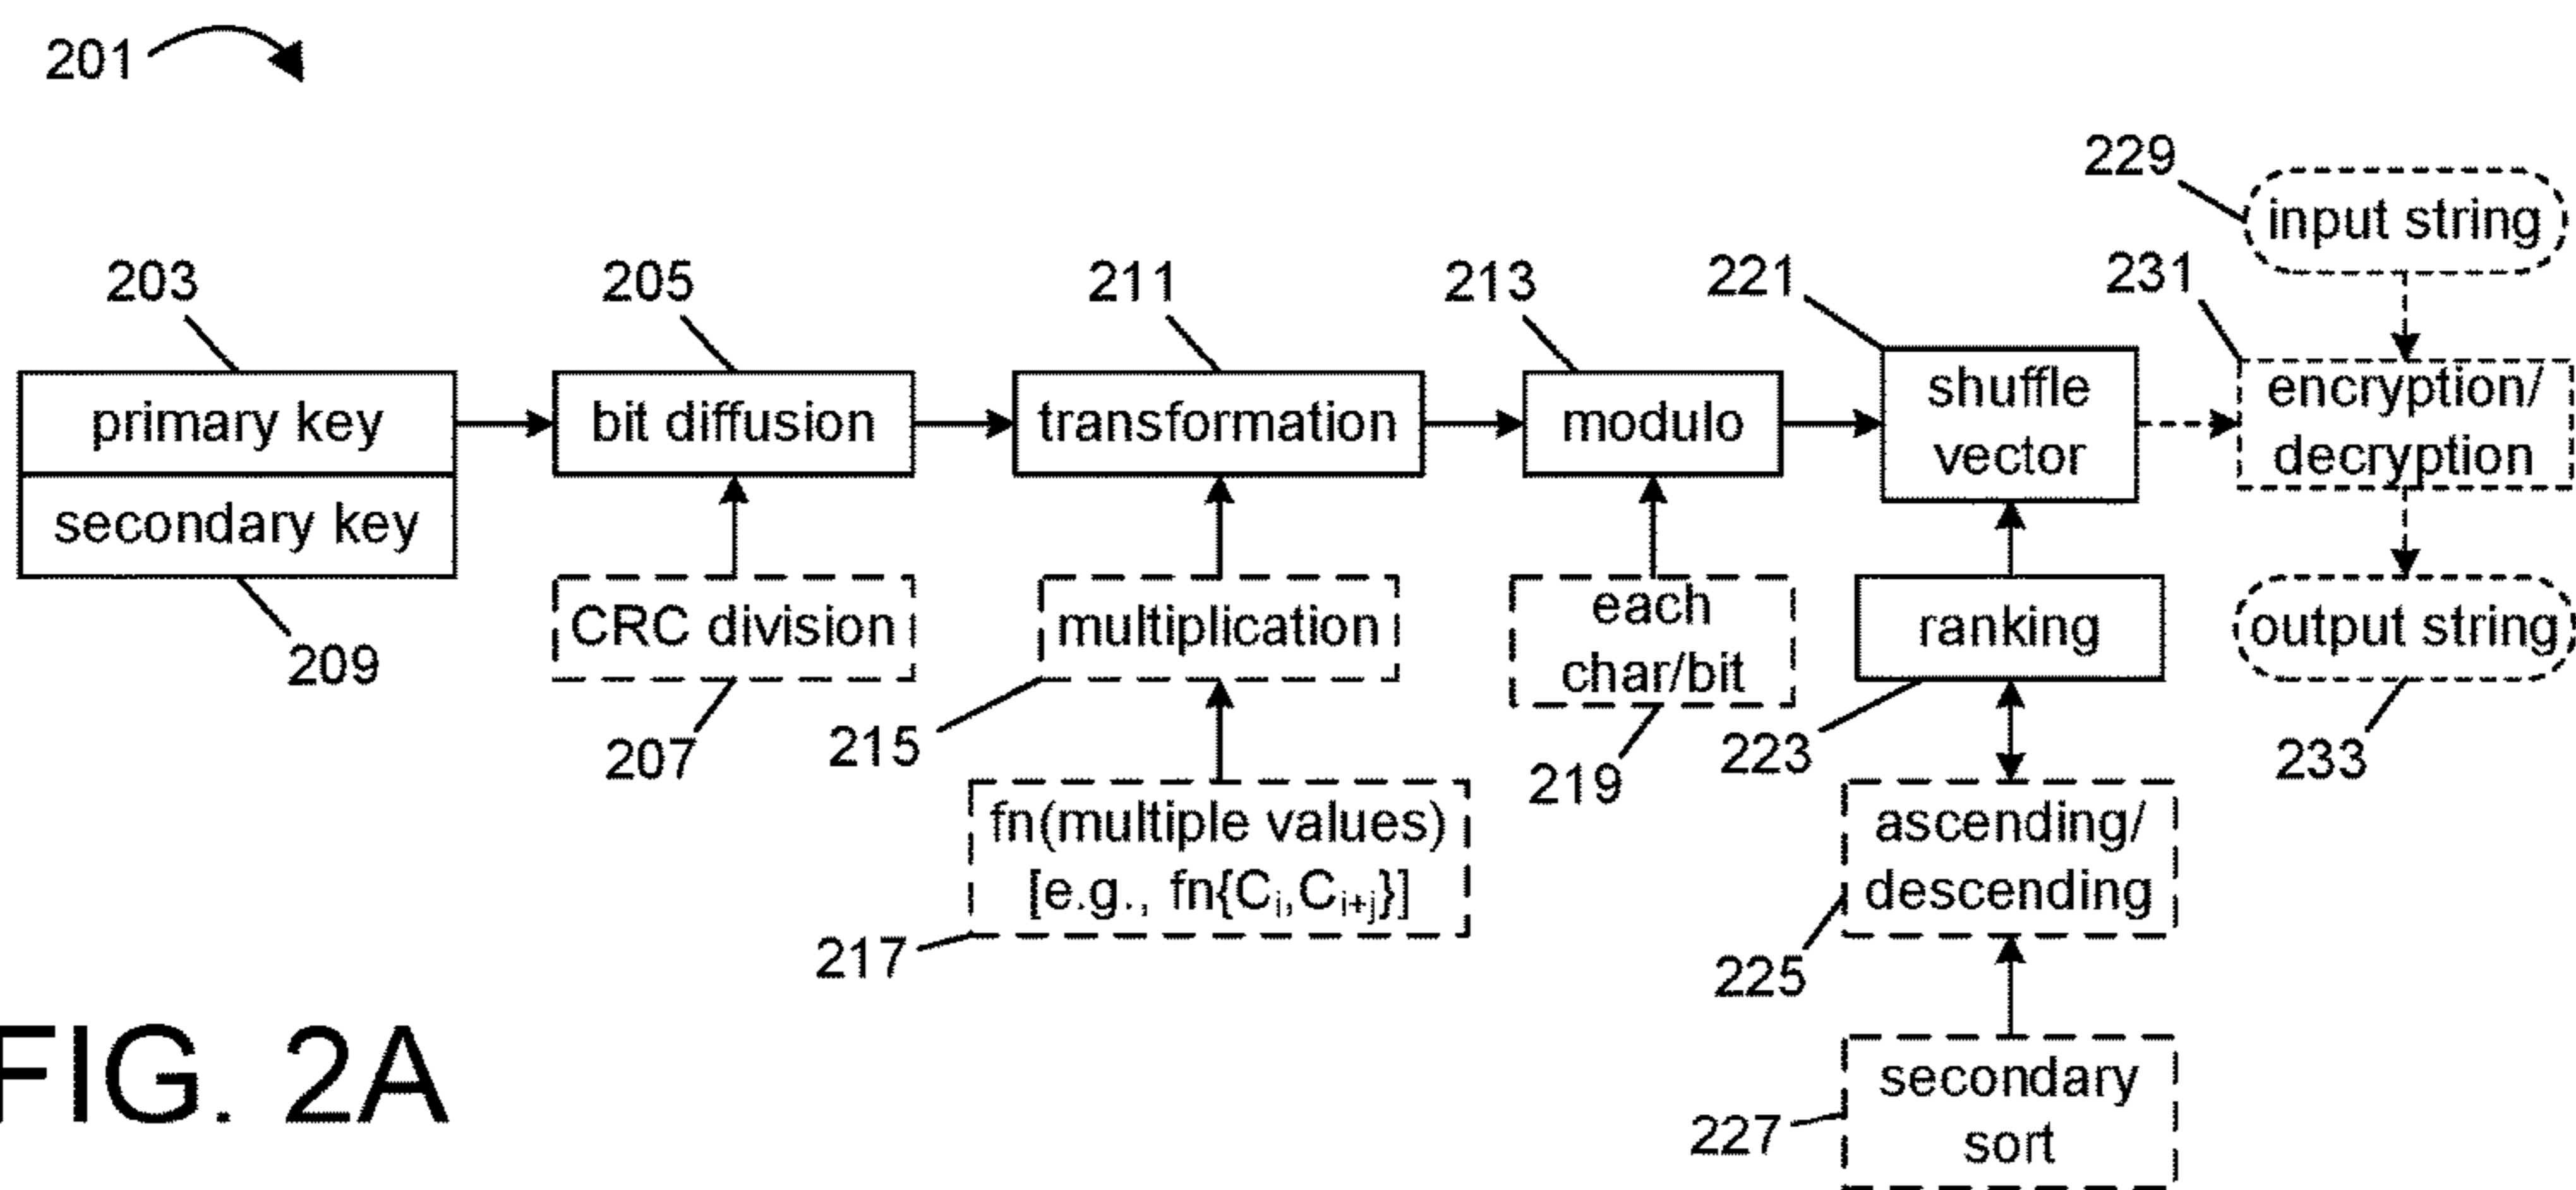 201
229
input string
203
205
211
213
221
231
primary key
bit diffusion
transformation
modulo
shuffle
vector
encryption/
decryption
secondary key
209
CRC division
207
multiplication
215
each
char/bit
219
ranking
223
output string
233
fn(multiple values)
[e.g., fn{Ci,Ci+j}]
217
ascending/
descending
225
secondary
sort
227
FIG. 2A